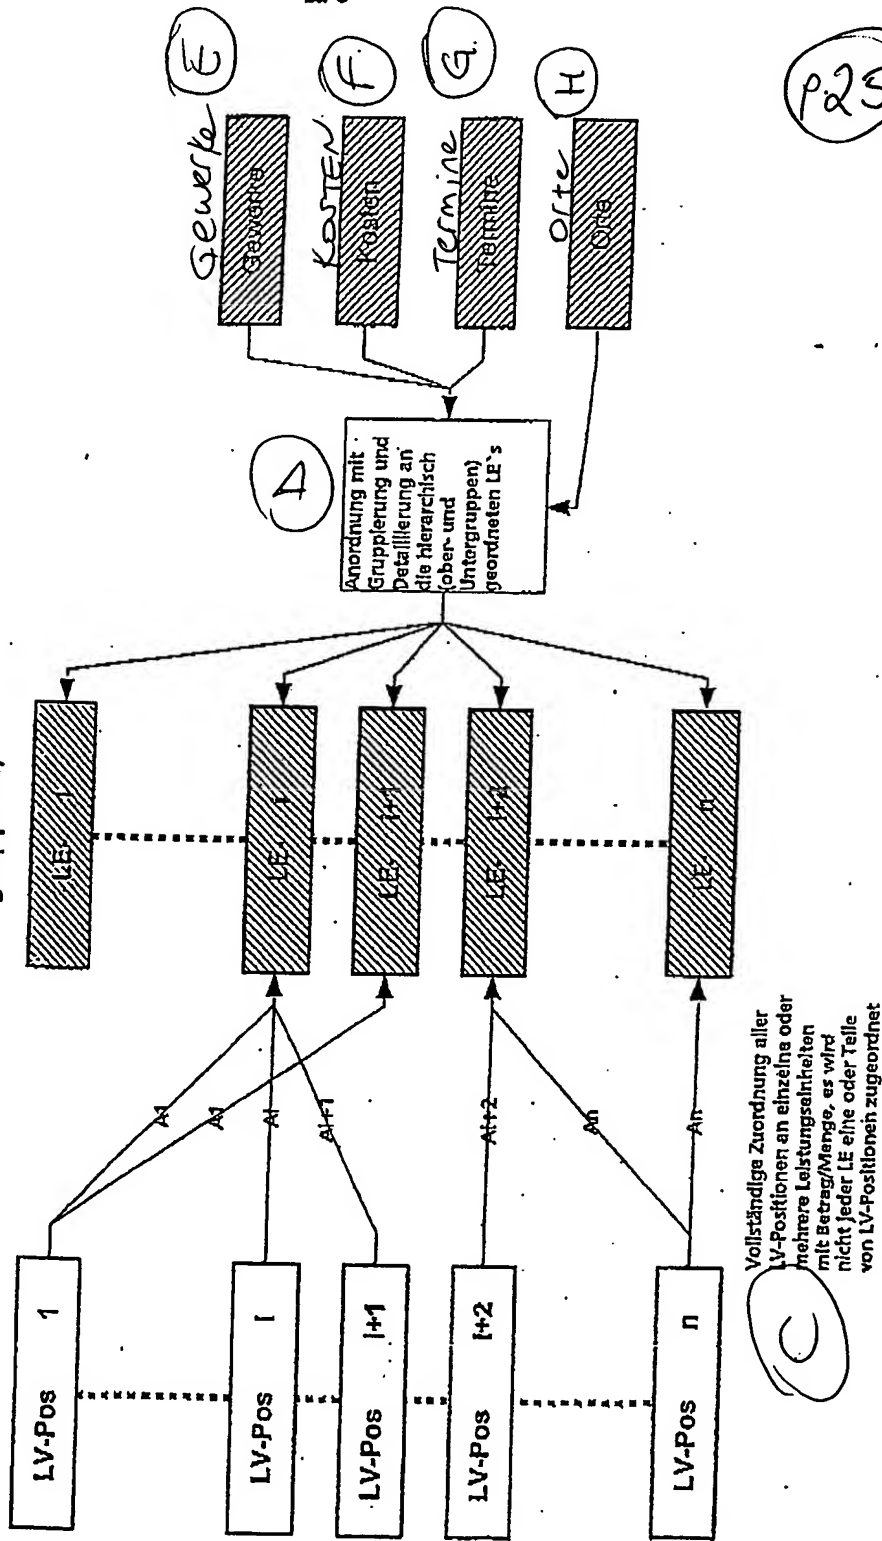 P.25
E
Gewerke
Gewerke
F
KOSTEN
Kosten
G
Termine
Termine
H
Orte
Orte
D
Anordnung mit
Gruppierung und
Detaillierung an
die hierarchisch
(ober- und
Untergruppen)
geordneten LE`s
LE- 1
LE- i
LE- i+1
LE- i+2
LE- n
A1
A1
Ai
Ai+1
Ai+2
An
An
LV-Pos 1
LV-Pos i
LV-Pos i+1
LV-Pos i+2
LV-Pos n
C
Vollständige Zuordnung aller
LV-Positionen an einzelne oder
mehrere Leistungseinheiten
mit Betrag/Menge, es wird
nicht jeder LE eine oder Teile
von LV-Positionen zugeordnet